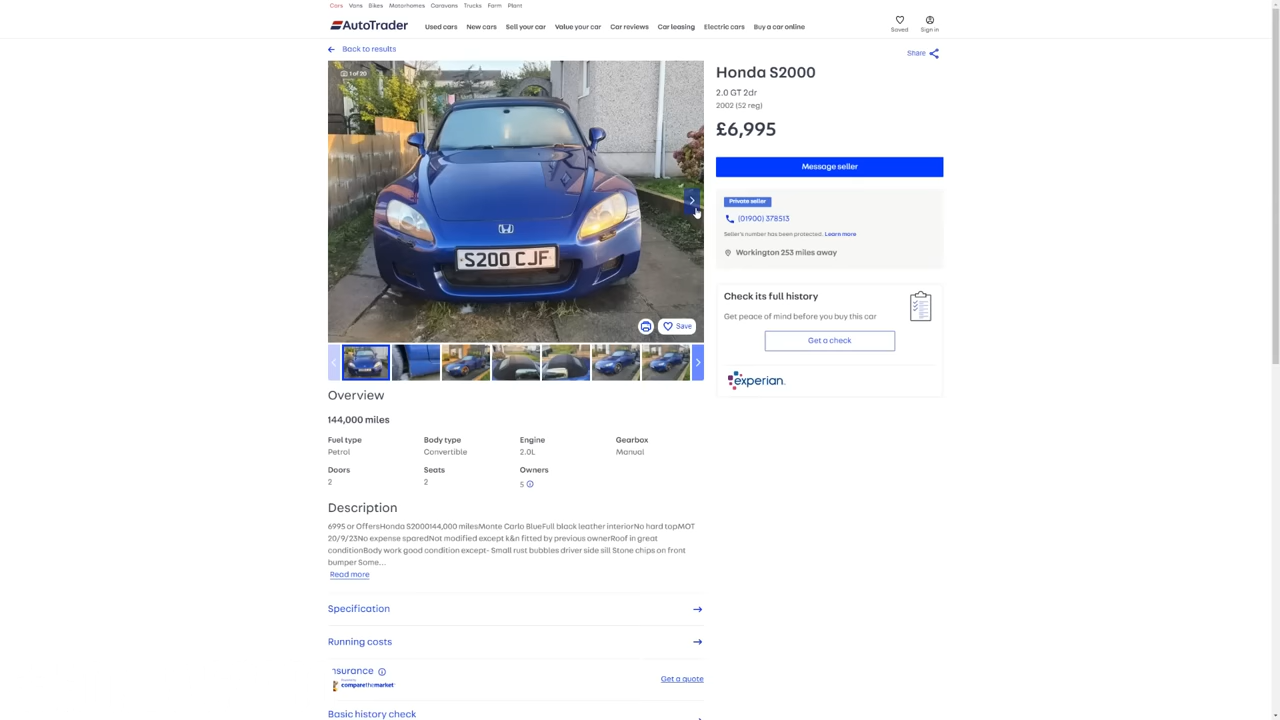 Cars Vans Bikes Motorhomes Caravans Trucks Farm Plant
AutoTrader
Used cars New cars Sell your car Value your car Car reviews Car leasing Electric cars Buy a car online
Saved Sign in
Back to results
Share
1 of 20
S200 CJF
Save
Honda S2000
2.0 GT 2dr
2002 (52 reg)
£6,995
Message seller
Private seller
(01900) 378513
Seller's number has been protected. Learn more
Workington 253 miles away
Check its full history
Get peace of mind before you buy this car
Get a check
experian.
Overview
144,000 miles
Fuel type Body type Engine Gearbox
Petrol Convertible 2.0L Manual
Doors Seats Owners
2 2 5
Description
6995 or OffersHonda S2000144,000 milesMonte Carlo BlueFull black leather interiorNo hard topMOT
20/9/23No expense sparedNot modified except k&n fitted by previous ownerRoof in great
conditionBody work good condition except- Small rust bubbles driver side sill Stone chips on front
bumper Some...
Read more
Specification
Running costs
nsurance
comparethemarket
Get a quote
Basic history check